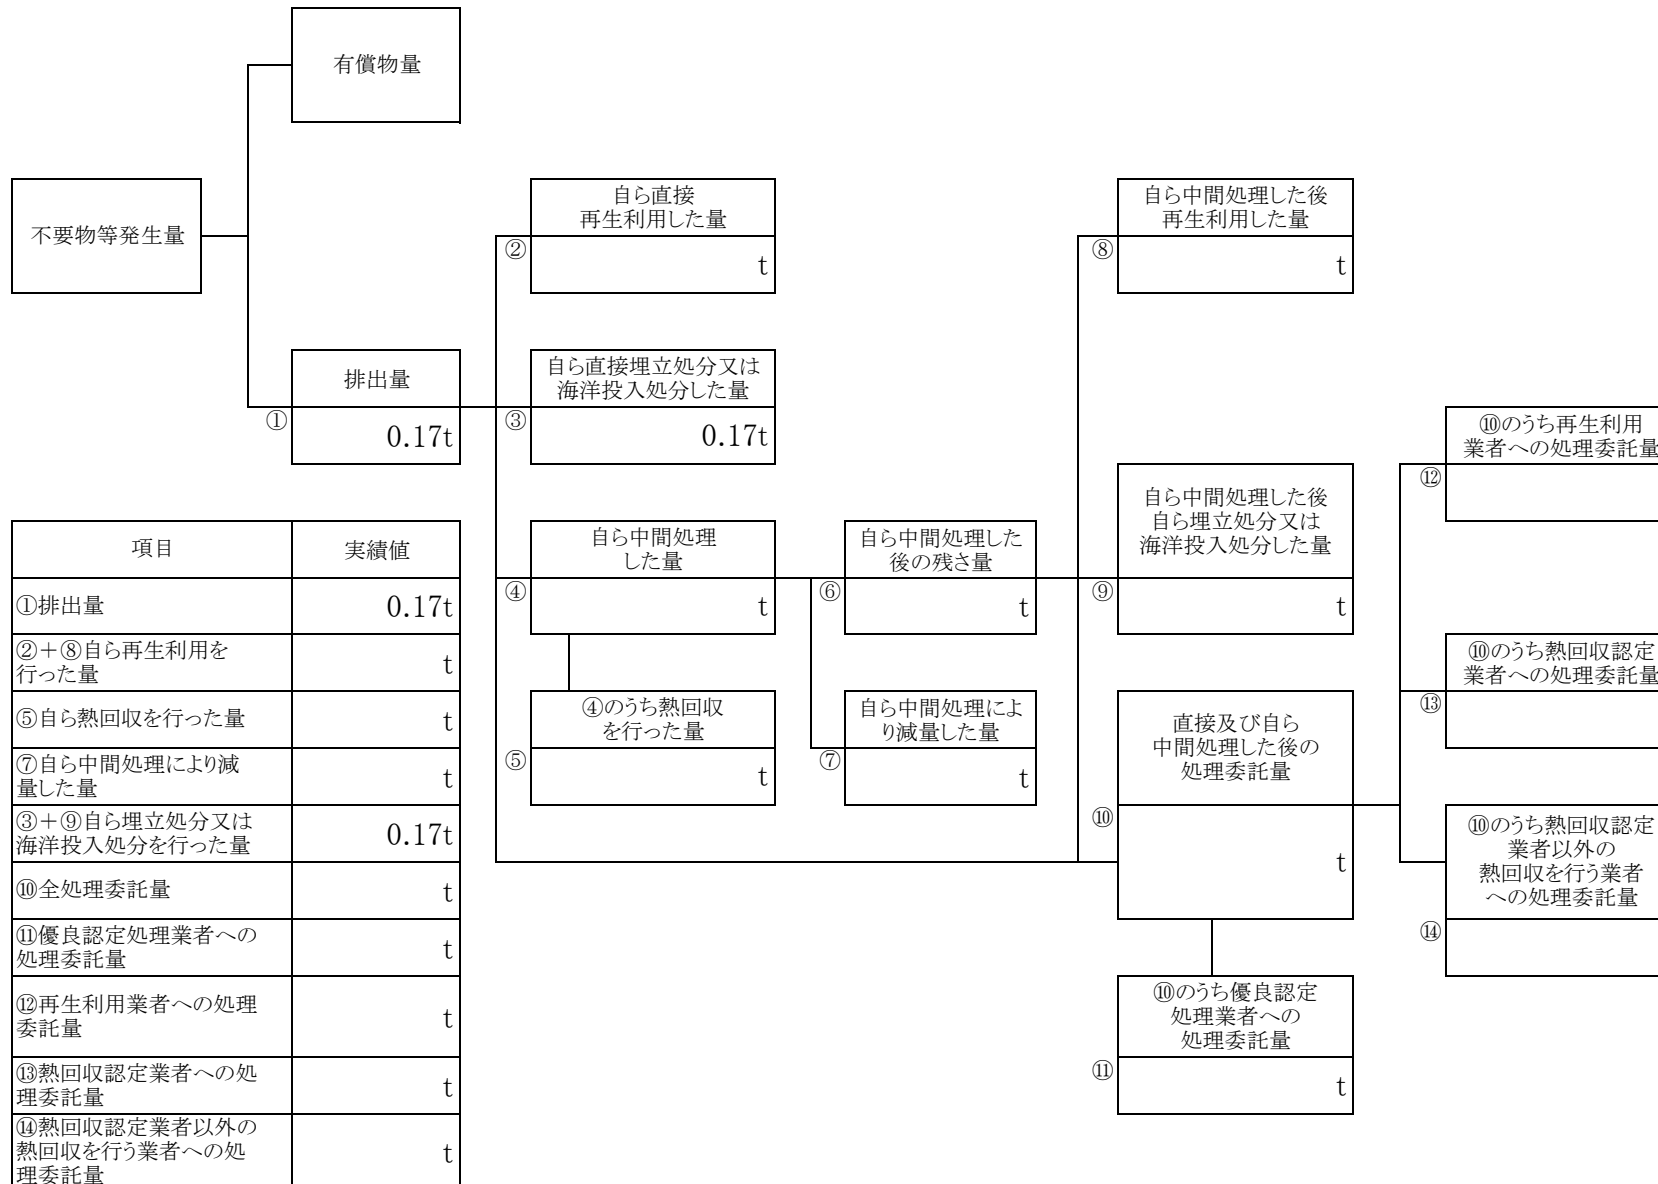 有償物量
不要物等発生量
自ら直接
再生利用した量
②
t
自ら中間処理した後
再生利用した量
⑧
t
排出量
①
0.17t
自ら直接埋立処分又は
海洋投入処分した量
③
0.17t
⑩のうち再生利用
業者への処理委託量
⑫
自ら中間処理した後
自ら埋立処分又は
海洋投入処分した量
⑨
t
自ら中間処理
した量
④
t
自ら中間処理した
後の残さ量
⑥
t
⑩のうち熱回収認定
業者への処理委託量
⑬
④のうち熱回収
を行った量
⑤
t
自ら中間処理によ
り減量した量
⑦
t
直接及び自ら
中間処理した後の
処理委託量
⑩
t
⑩のうち熱回収認定
業者以外の
熱回収を行う業者
への処理委託量
⑭
⑩のうち優良認定
処理業者への
処理委託量
⑪
t
項目 実績値
①排出量 0.17t
②＋⑧自ら再生利用を
行った量
t
⑤自ら熱回収を行った量 t
⑦自ら中間処理により減
量した量
t
③＋⑨自ら埋立処分又は
海洋投入処分を行った量
0.17t
⑩全処理委託量 t
⑪優良認定処理業者への
処理委託量
t
⑫再生利用業者への処理
委託量
t
⑬熱回収認定業者への処
理委託量
t
⑭熱回収認定業者以外の
熱回収を行う業者への処
理委託量
t